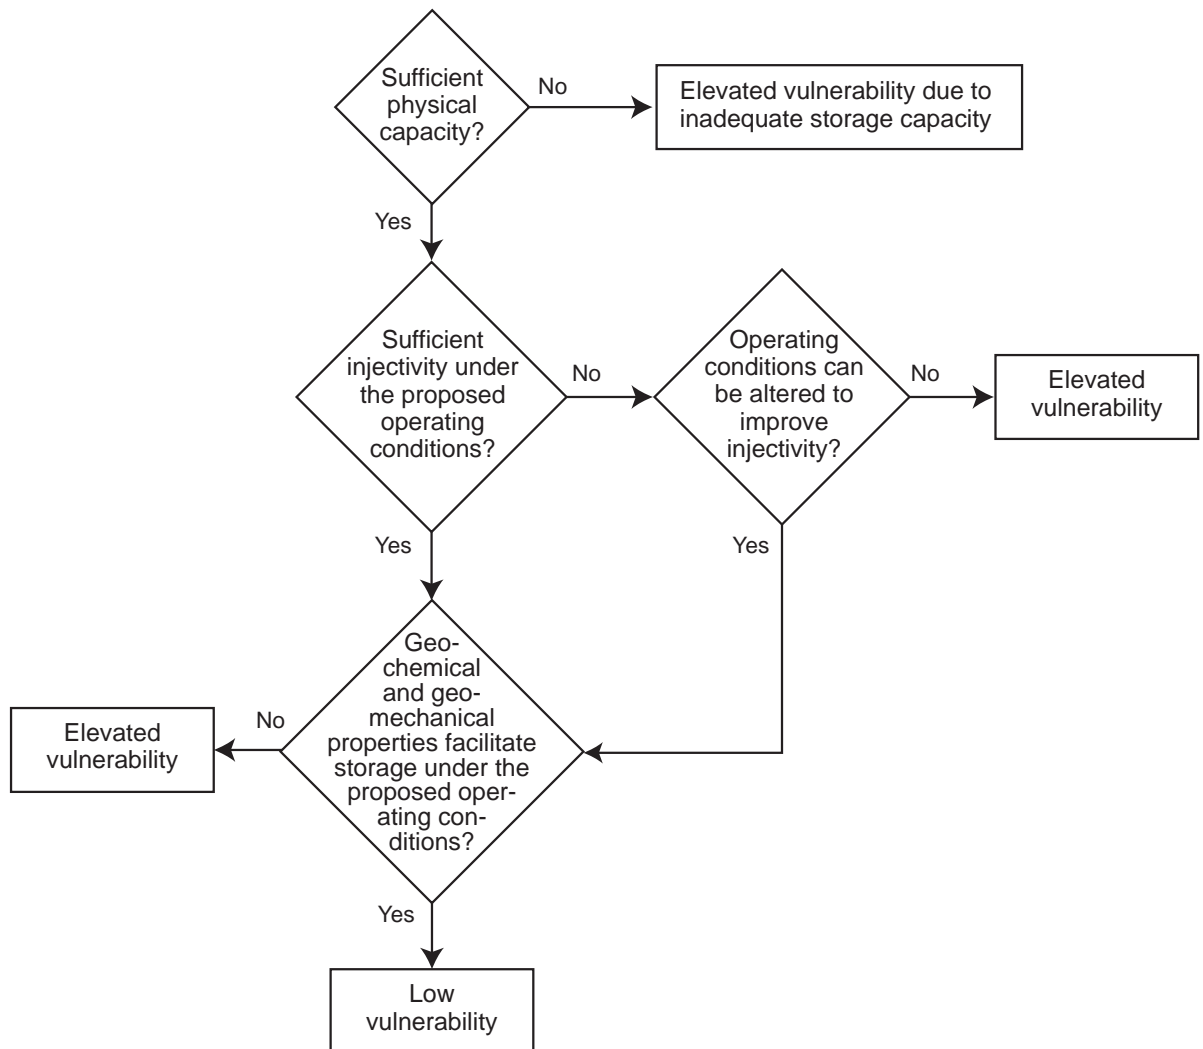 Sufficient
physical
capacity?
No
Elevated vulnerability due to
inadequate storage capacity
Yes
Sufficient
injectivity under
the proposed
operating
conditions?
No
Operating
conditions can
be altered to
improve
injectivity?
No
Elevated
vulnerability
Yes
Yes
Geo-
chemical
and geo-
mechanical
properties facilitate
storage under the
proposed oper-
ating con-
ditions?
No
Elevated
vulnerability
Yes
Low
vulnerability